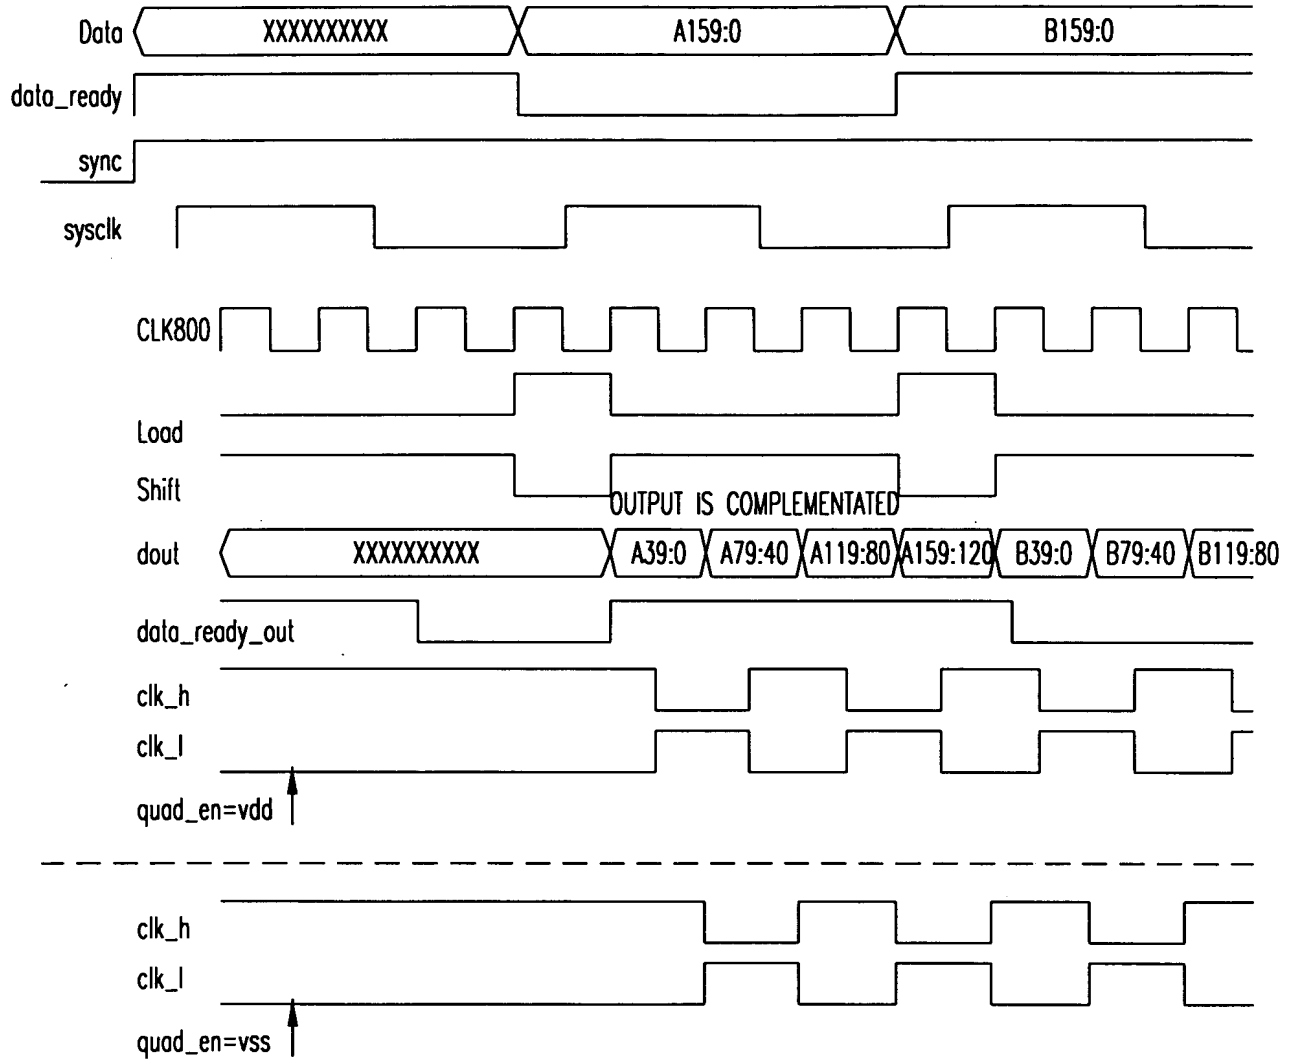 Data XXXXXXXXXX A159:0 B159:0
data_ready
sync
sysclk
CLK800
Load
Shift
OUTPUT IS COMPLEMENTATED
dout XXXXXXXXXX A39:0 A79:40 A119:80 A159:120 B39:0 B79:40 B119:80
data_ready_out
clk_h
clk_l
quad_en=vdd
clk_h
clk_l
quad_en=vss